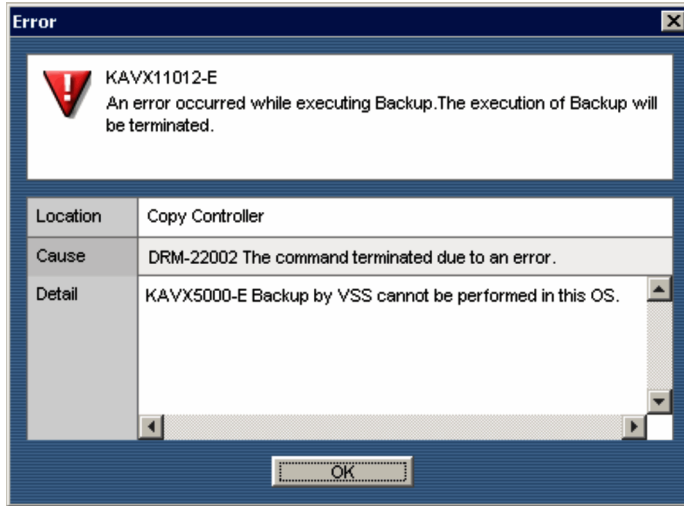 Error
KAVX11012-E
An error occurred while executing Backup.The execution of Backup will
be terminated.
Location Copy Controller
Cause DRM-22002 The command terminated due to an error.
Detail KAVX5000-E Backup by VSS cannot be performed in this OS.
OK